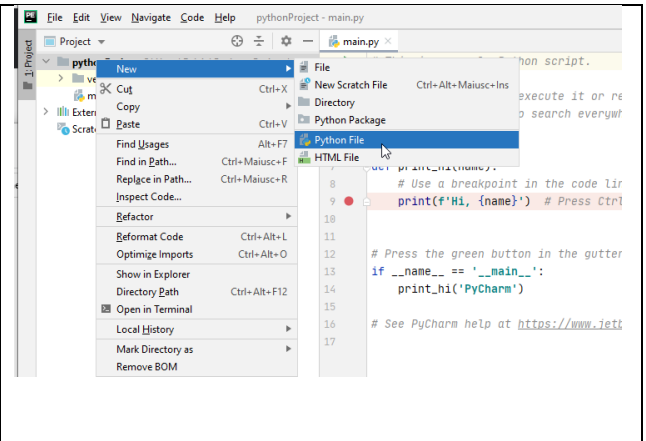 PE File Edit View Navigate Code Help pythonProject - main.py
1: Project
Project
main.py
New
Cut Ctrl+X
Copy
Paste Ctrl+V
Find Usages Alt+F7
Find in Path... Ctrl+Maiusc+F
Replace in Path... Ctrl+Maiusc+R
Inspect Code...
Refactor
Reformat Code Ctrl+Alt+L
Optimize Imports Ctrl+Alt+O
Show in Explorer
Directory Path Ctrl+Alt+F12
Open in Terminal
Local History
Mark Directory as
Remove BOM
File
New Scratch File Ctrl+Alt+Maiusc+Ins
Directory
Python Package
Python File
HTML File
script.
execute it or re
search everywh
print_hi(name):
8 # Use a breakpoint in the code lin
9 print(f'Hi, {name}') # Press Ctrl
10
11
12 # Press the green button in the gutter
13 if __name__ == '__main__':
14 print_hi('PyCharm')
15
16 # See PyCharm help at https://www.jetb
17